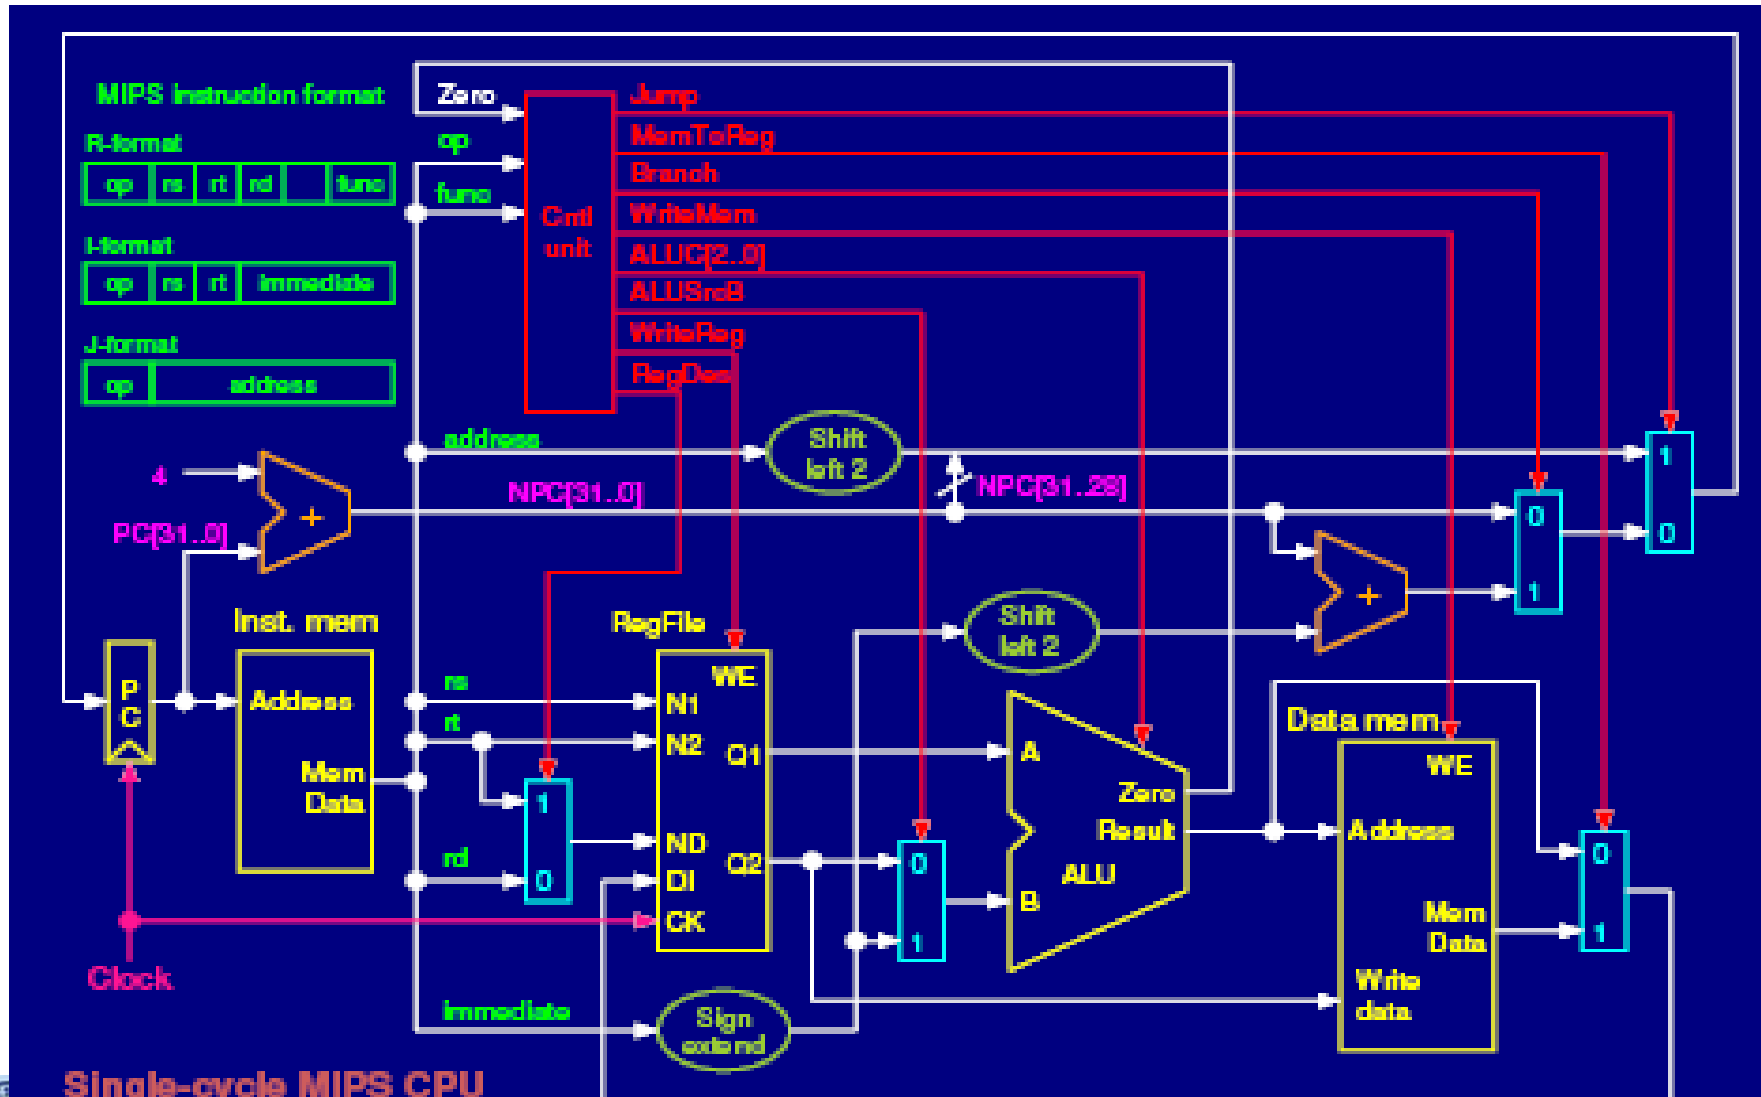 MIPS instruction format
R-format
op rs rt rd func
I-format
op rs rt immediate
J-format
op address
Zero
op
func
Cntl
unit
Jump
MemToReg
Branch
WriteMem
ALUC[2..0]
ALUSrcB
WriteReg
RegDes
address
Shift
left 2
4
PC[31..0]
+
NPC[31..0]
NPC[31..28]
1
0
0
1
+
Shift
left 2
P
C
Inst. mem
Address
Mem
Data
rs
rt
rd
immediate
1
0
RegFile
WE
N1
N2
ND
DI
CK
Q1
Q2
0
1
A
B
ALU
Zero
Result
Data mem
WE
Address
Mem
Data
Write
data
0
1
Clock
Sign
extend
Single-cycle MIPS CPU